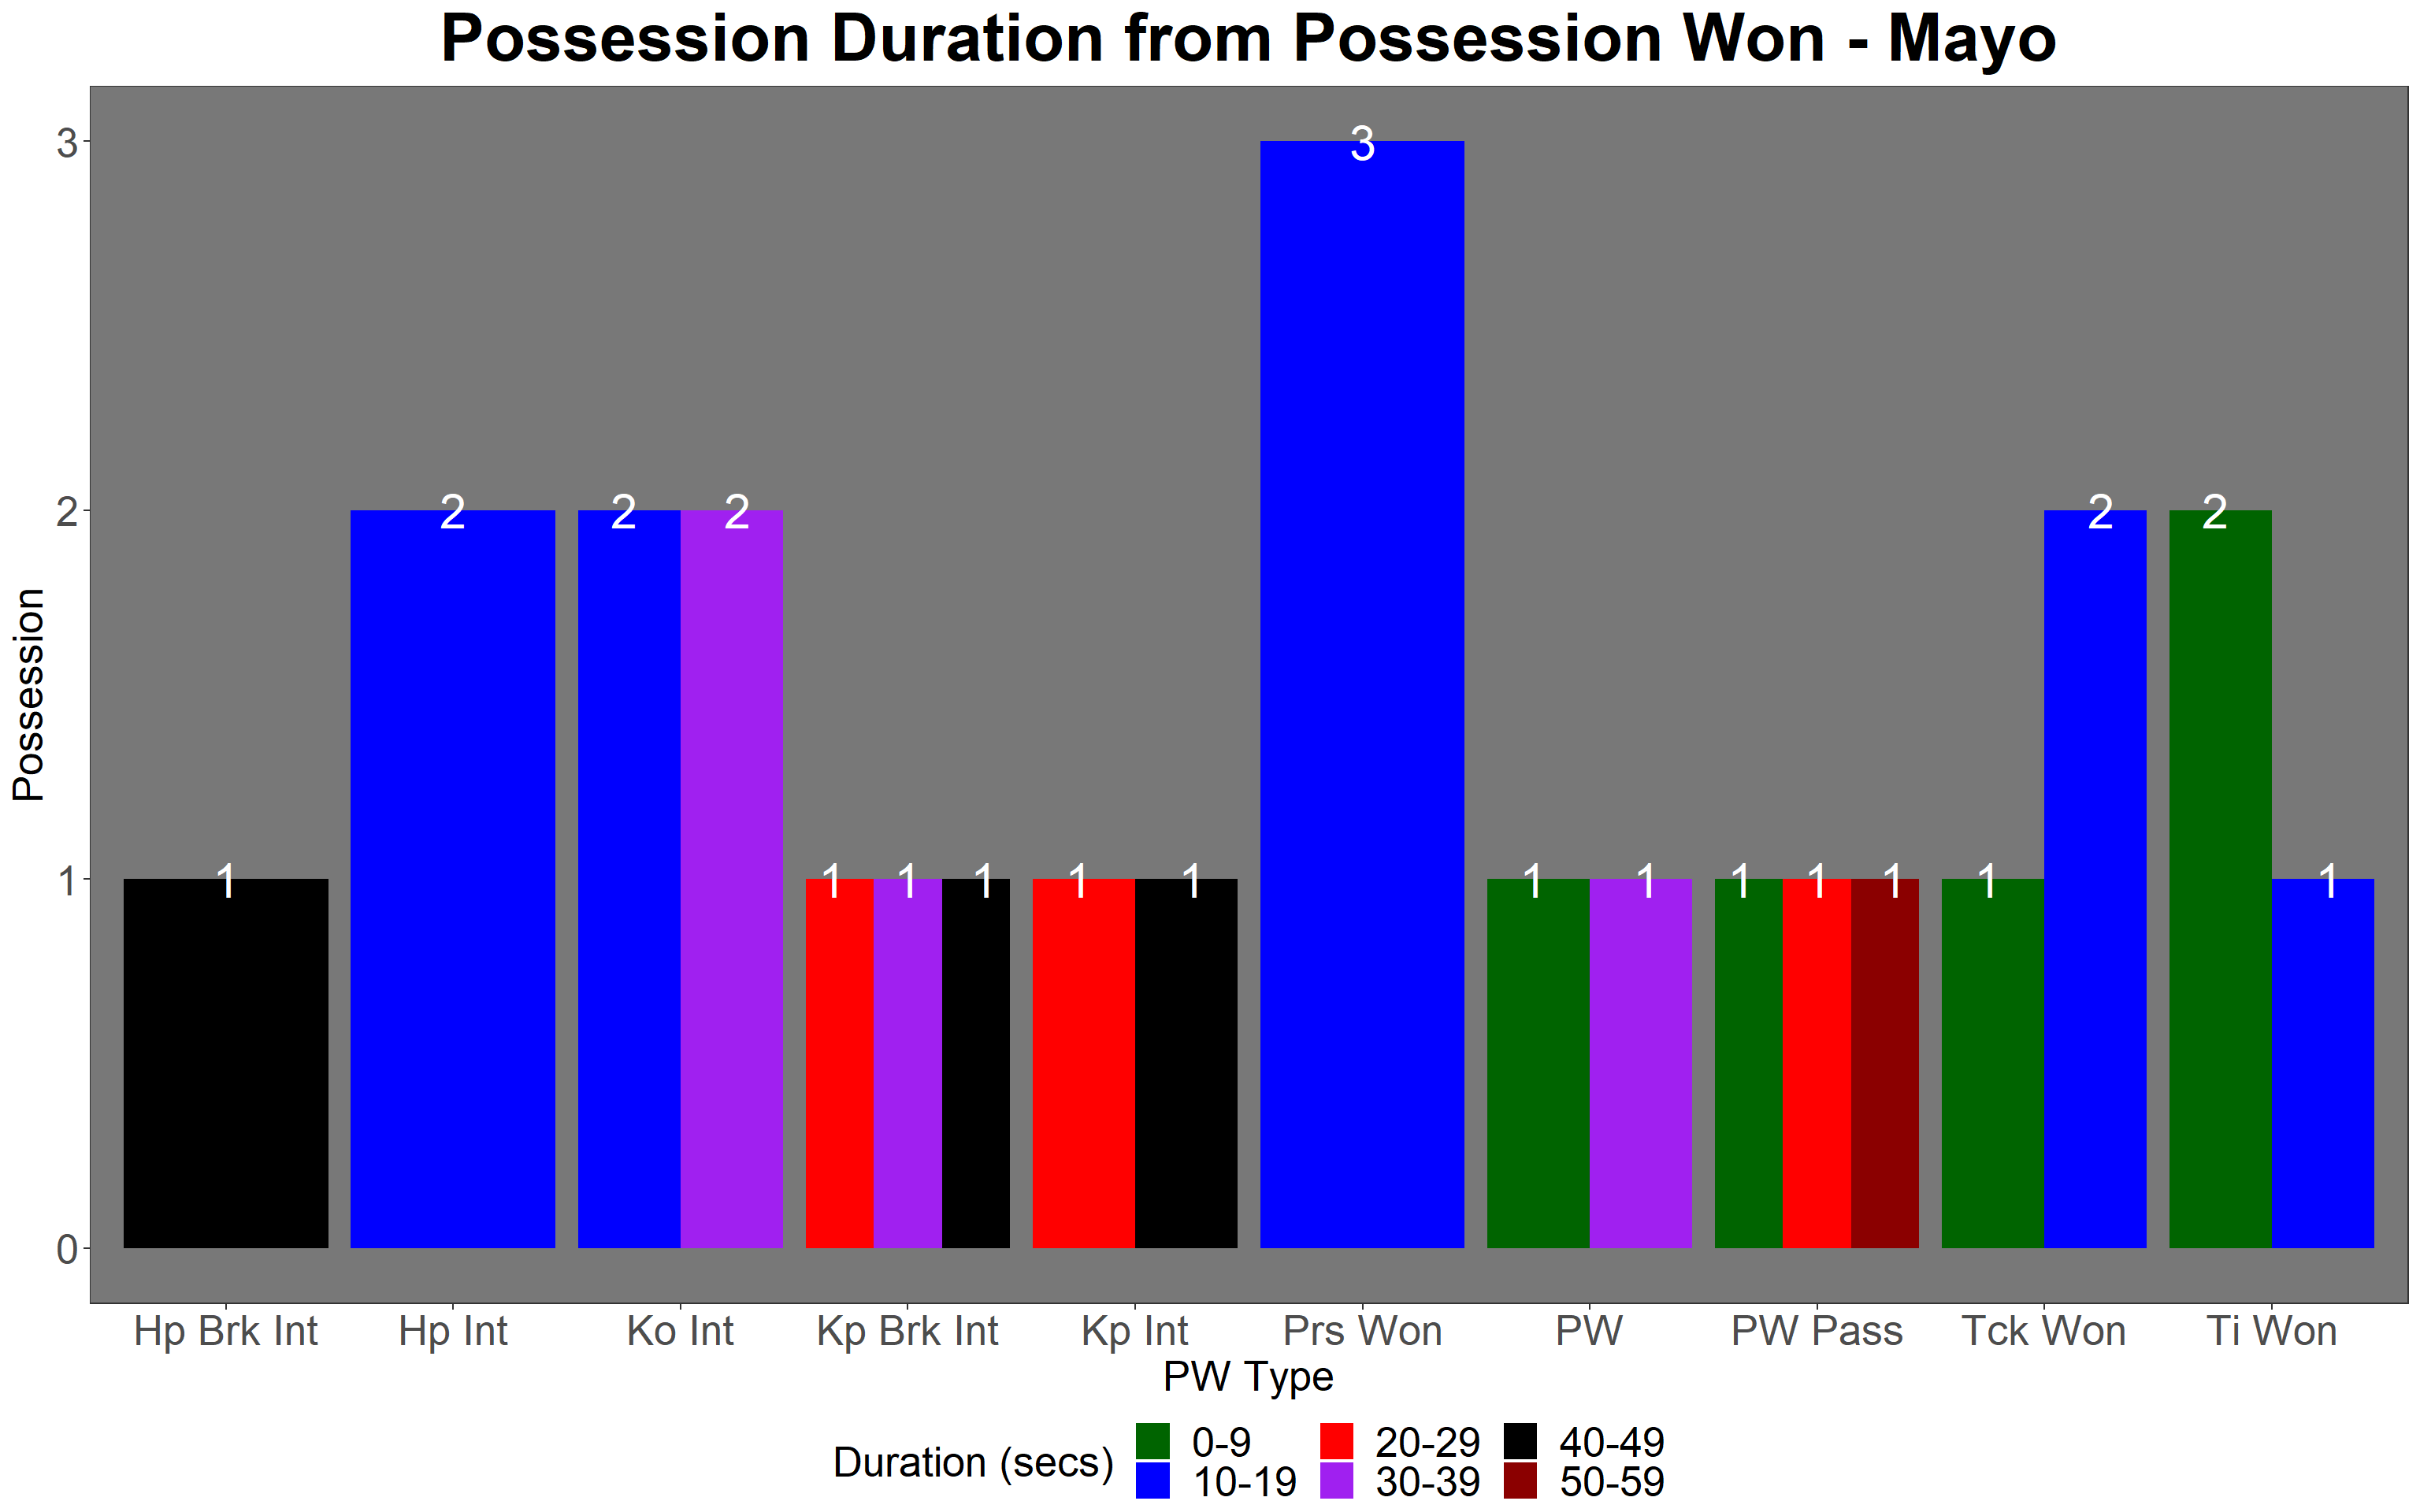 Possession Duration from Possession Won - Mayo
Possession
3
2
1
0
3
2 2 2 2 2
1 1 1 1 1 1 1 1 1 1 1 1 1
Hp Brk Int Hp Int Ko Int Kp Brk Int Kp Int Prs Won PW PW Pass Tck Won Ti Won
PW Type
Duration (secs)
0-9 20-29 40-49
10-19 30-39 50-59